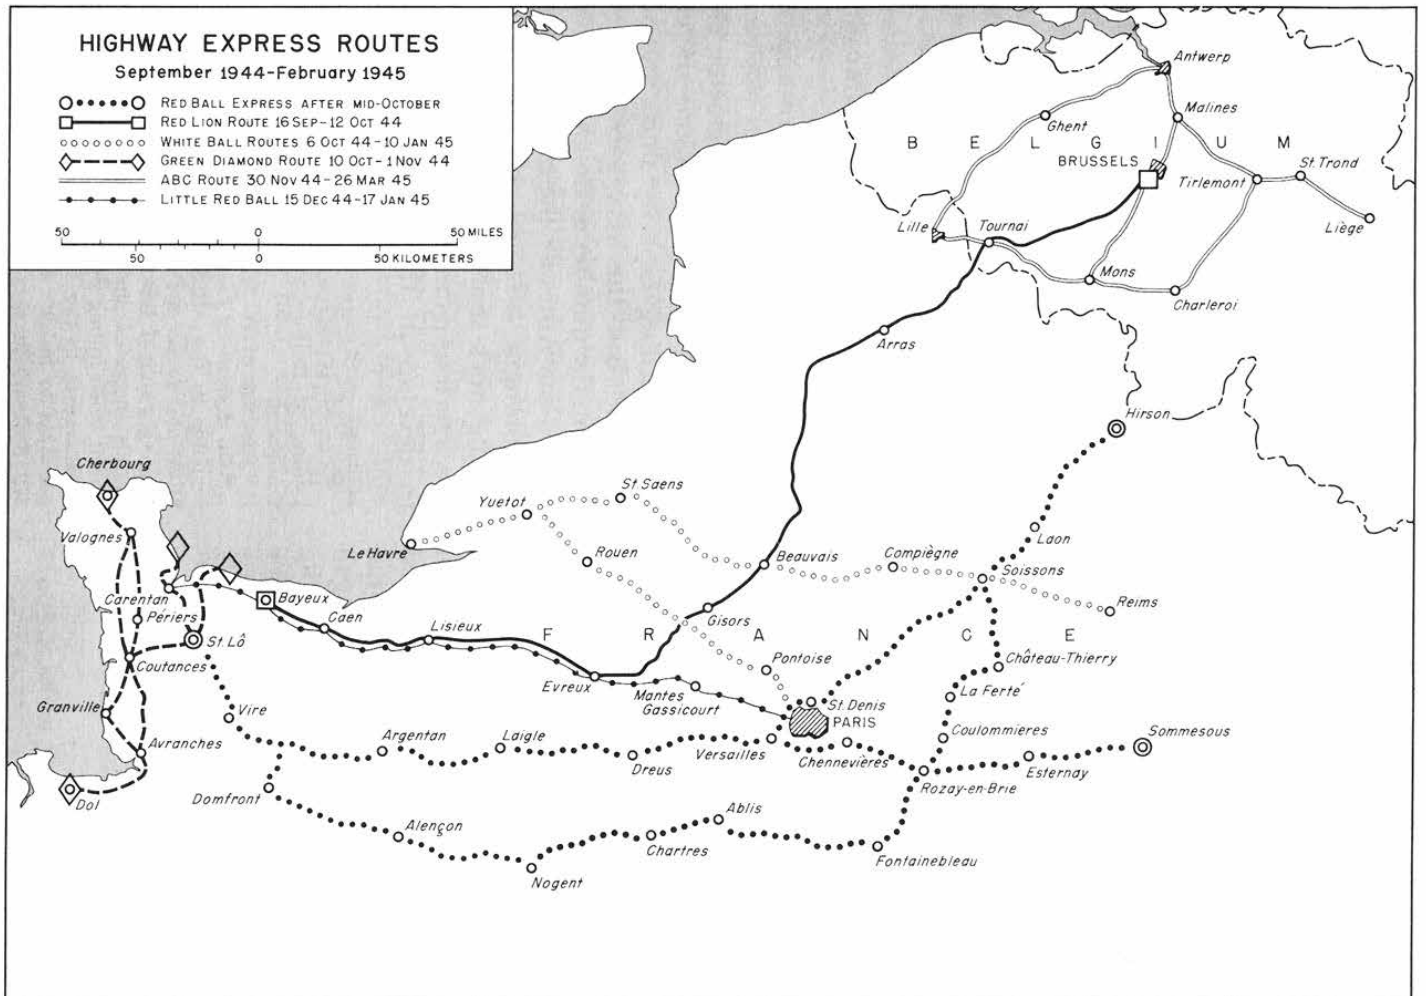 HIGHWAY EXPRESS ROUTES
September 1944-February 1945
RED BALL EXPRESS AFTER MID-OCTOBER
RED LION ROUTE 16 SEP-12 OCT 44
WHITE BALL ROUTES 6 OCT 44-10 JAN 45
GREEN DIAMOND ROUTE 10 OCT-1 NOV 44
ABC ROUTE 30 NOV 44-26 MAR 45
LITTLE RED BALL 15 DEC 44-17 JAN 45
50 0 50 MILES
50 0 50 KILOMETERS
Antwerp
Malines
Ghent
BELGIUM
BRUSSELS
St. Trond
Tirlemont
Liège
Lille
Tournai
Mons
Charleroi
Arras
Hirson
Cherbourg
St. Saens
Yuetot
Valognes
Le Havre
Rouen
Beauvais
Compiègne
Laon
Soissons
Carentan
Bayeux
Reims
Périers
Caen
Gisors
St. Lô
Lisieux
FRANCE
Coutances
Pontoise
Château-Thierry
Evreux
Mantes
Gassicourt
La Ferté
Granville
Vire
St. Denis
PARIS
Coulommieres
Sommesous
Avranches
Argentan
Laigle
Versailles
Chennevières
Dreus
Esternay
Rozay-en-Brie
Dol
Domfront
Ablis
Alençon
Chartres
Fontainebleau
Nogent